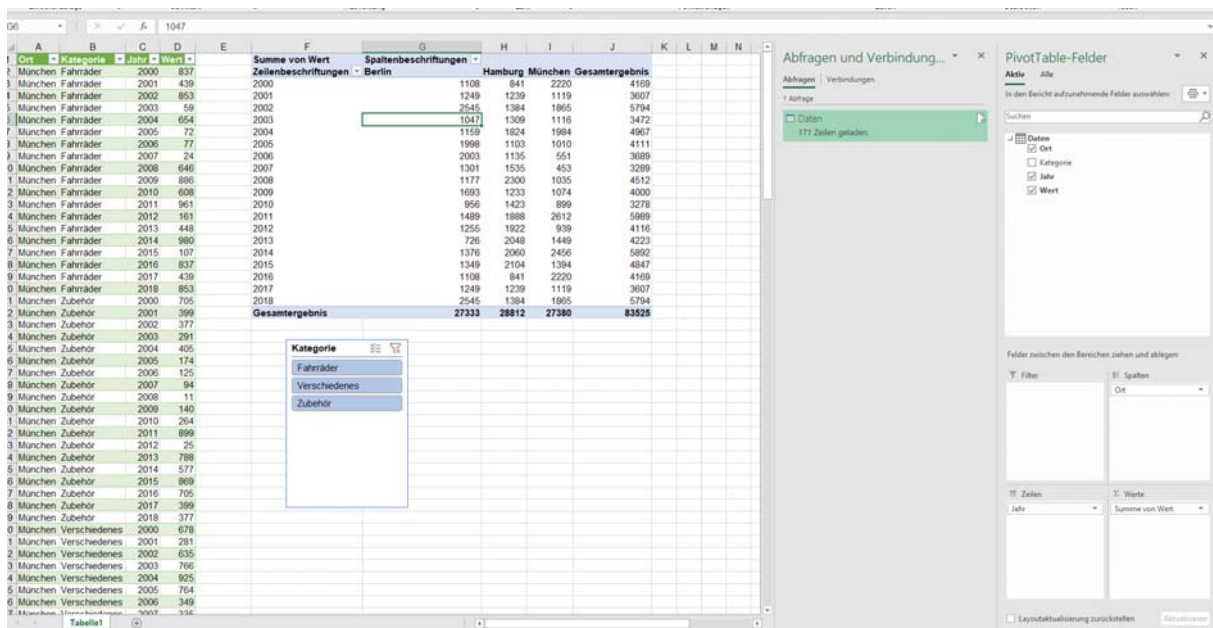 G6 fx 1047
A B C D E F G H I J K L M N
Ort Kategorie Jahr Wert Summe von Wert Spaltenbeschriftungen
München Fahrräder 2000 837 Zeilenbeschriftungen Berlin Hamburg München Gesamtergebnis
München Fahrräder 2001 439 2000 1108 841 2220 4169
München Fahrräder 2002 853 2001 1249 1239 1119 3607
München Fahrräder 2003 59 2002 2545 1384 1865 5794
München Fahrräder 2004 654 2003 1047 1309 1116 3472
München Fahrräder 2005 72 2004 1159 1824 1984 4967
München Fahrräder 2006 77 2005 1998 1103 1010 4111
München Fahrräder 2007 24 2006 2003 1135 551 3689
München Fahrräder 2008 646 2007 1301 1535 453 3289
München Fahrräder 2009 886 2008 1177 2300 1035 4512
München Fahrräder 2010 608 2009 1693 1233 1074 4000
München Fahrräder 2011 961 2010 956 1423 899 3278
München Fahrräder 2012 161 2011 1489 1888 2612 5989
München Fahrräder 2013 448 2012 1255 1922 939 4116
München Fahrräder 2014 980 2013 726 2048 1449 4223
München Fahrräder 2015 107 2014 1376 2060 2456 5892
München Fahrräder 2016 837 2015 1349 2104 1394 4847
München Fahrräder 2017 439 2016 1108 841 2220 4169
München Fahrräder 2018 853 2017 1249 1239 1119 3607
München Zubehör 2000 705 2018 2545 1384 1865 5794
München Zubehör 2001 399 Gesamtergebnis 27333 28812 27380 83525
München Zubehör 2002 377
München Zubehör 2003 291
München Zubehör 2004 405
München Zubehör 2005 174
München Zubehör 2006 125
München Zubehör 2007 94
München Zubehör 2008 11
München Zubehör 2009 140
München Zubehör 2010 264
München Zubehör 2011 899
München Zubehör 2012 25
München Zubehör 2013 788
München Zubehör 2014 577
München Zubehör 2015 869
München Zubehör 2016 705
München Zubehör 2017 399
München Zubehör 2018 377
München Verschiedenes 2000 678
München Verschiedenes 2001 281
München Verschiedenes 2002 635
München Verschiedenes 2003 766
München Verschiedenes 2004 925
München Verschiedenes 2005 764
München Verschiedenes 2006 349
Kategorie
Fahrräder
Verschiedenes
Zubehör
Tabelle1
Abfragen und Verbindung...
Abfragen Verbindungen
1 Abfrage
Daten
171 Zeilen geladen.
PivotTable-Felder
Aktiv Alle
In den Bericht aufzunehmende Felder auswählen:
Suchen
Daten
Ort
Kategorie
Jahr
Wert
Felder zwischen den Bereichen ziehen und ablegen:
Filter
Spalten
Ort
Zeilen
Jahr
Werte
Summe von Wert
Layoutaktualisierung zurückstellen
Aktualisieren